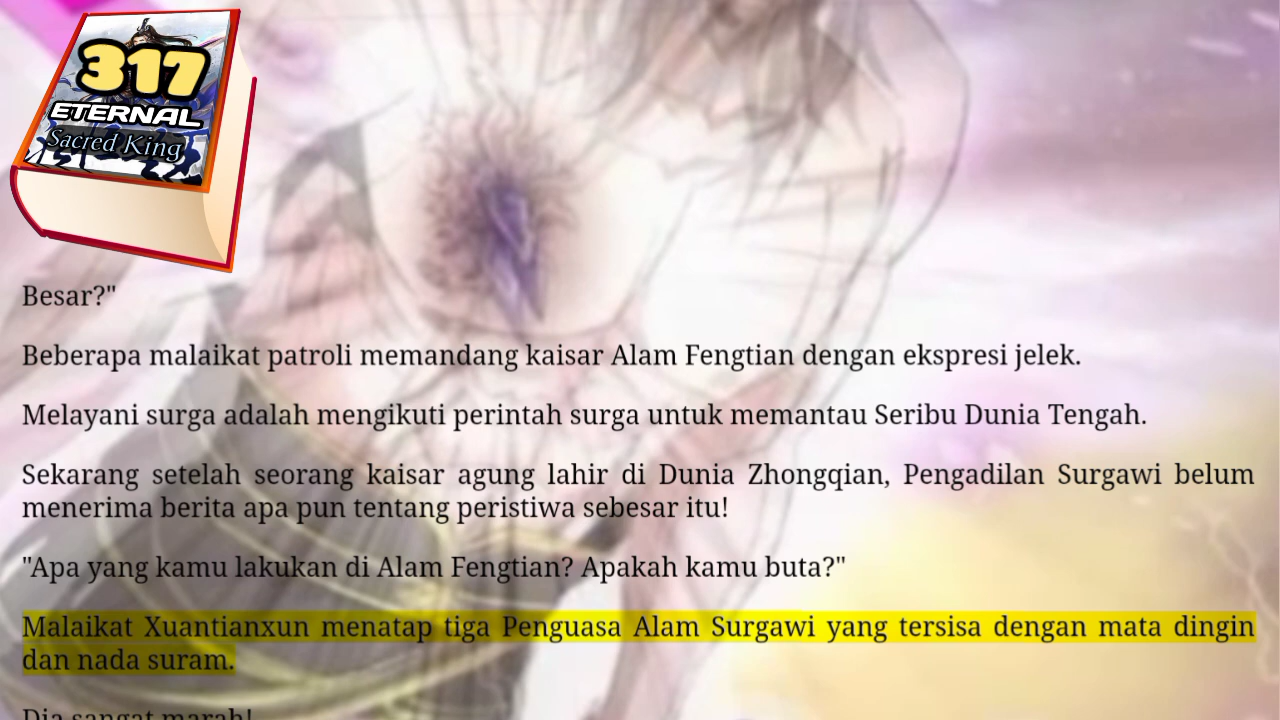 317
ETERNAL
Sacred King
Besar?"
Beberapa malaikat patroli memandang kaisar Alam Fengtian dengan ekspresi jelek.
Melayani surga adalah mengikuti perintah surga untuk memantau Seribu Dunia Tengah.
Sekarang setelah seorang kaisar agung lahir di Dunia Zhongqian, Pengadilan Surgawi belum
menerima berita apa pun tentang peristiwa sebesar itu!
"Apa yang kamu lakukan di Alam Fengtian? Apakah kamu buta?"
Malaikat Xuantianxun menatap tiga Penguasa Alam Surgawi yang tersisa dengan mata dingin
dan nada suram.
Dia sangat marah!